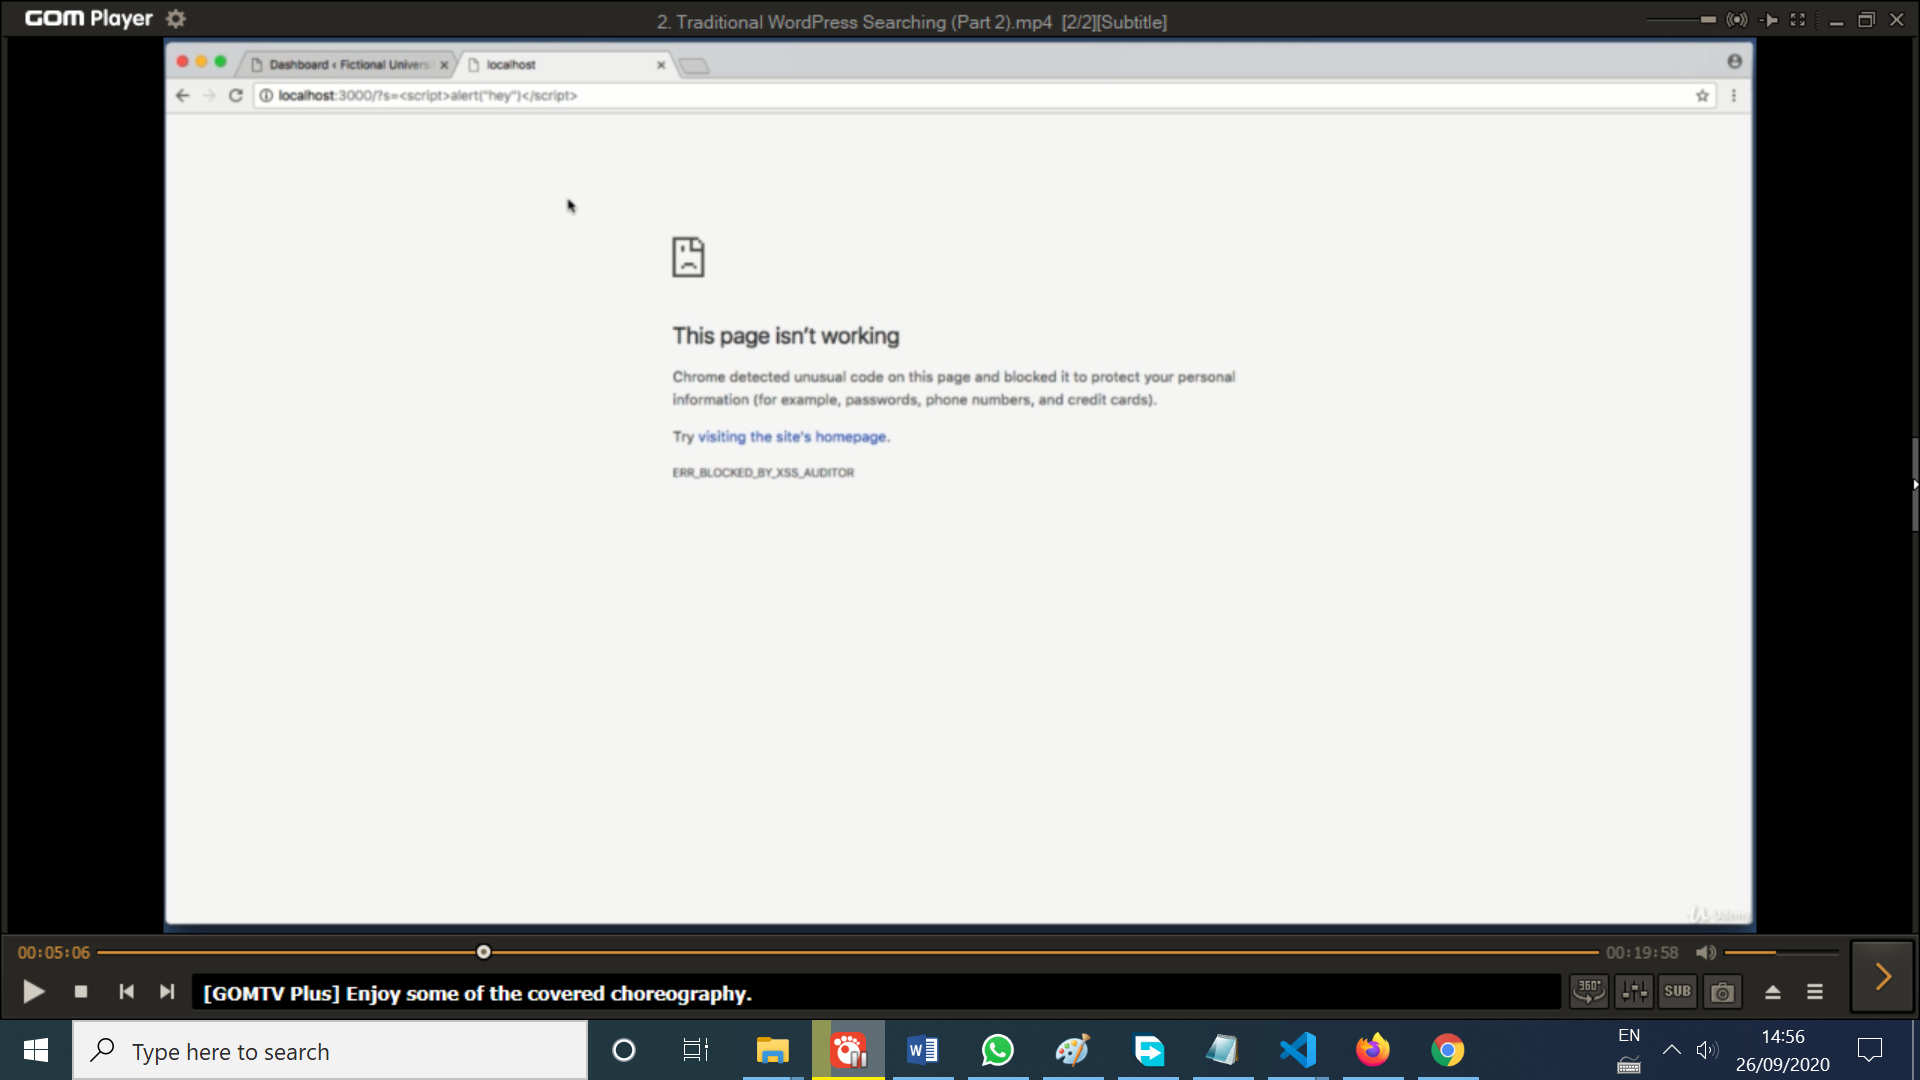 GOM Player
2. Traditional WordPress Searching (Part 2).mp4 [2/2][Subtitle]
Dashboard ‹ Fictional Univers
localhost
localhost:3000/?s=<script>alert("hey")</script>
This page isn't working
Chrome detected unusual code on this page and blocked it to protect your personal
information (for example, passwords, phone numbers, and credit cards).
Try visiting the site's homepage.
ERR_BLOCKED_BY_XSS_AUDITOR
Udemy
00:05:06
00:19:58
[GOMTV Plus] Enjoy some of the covered choreography.
360°
SUB
Type here to search
EN
14:56
26/09/2020